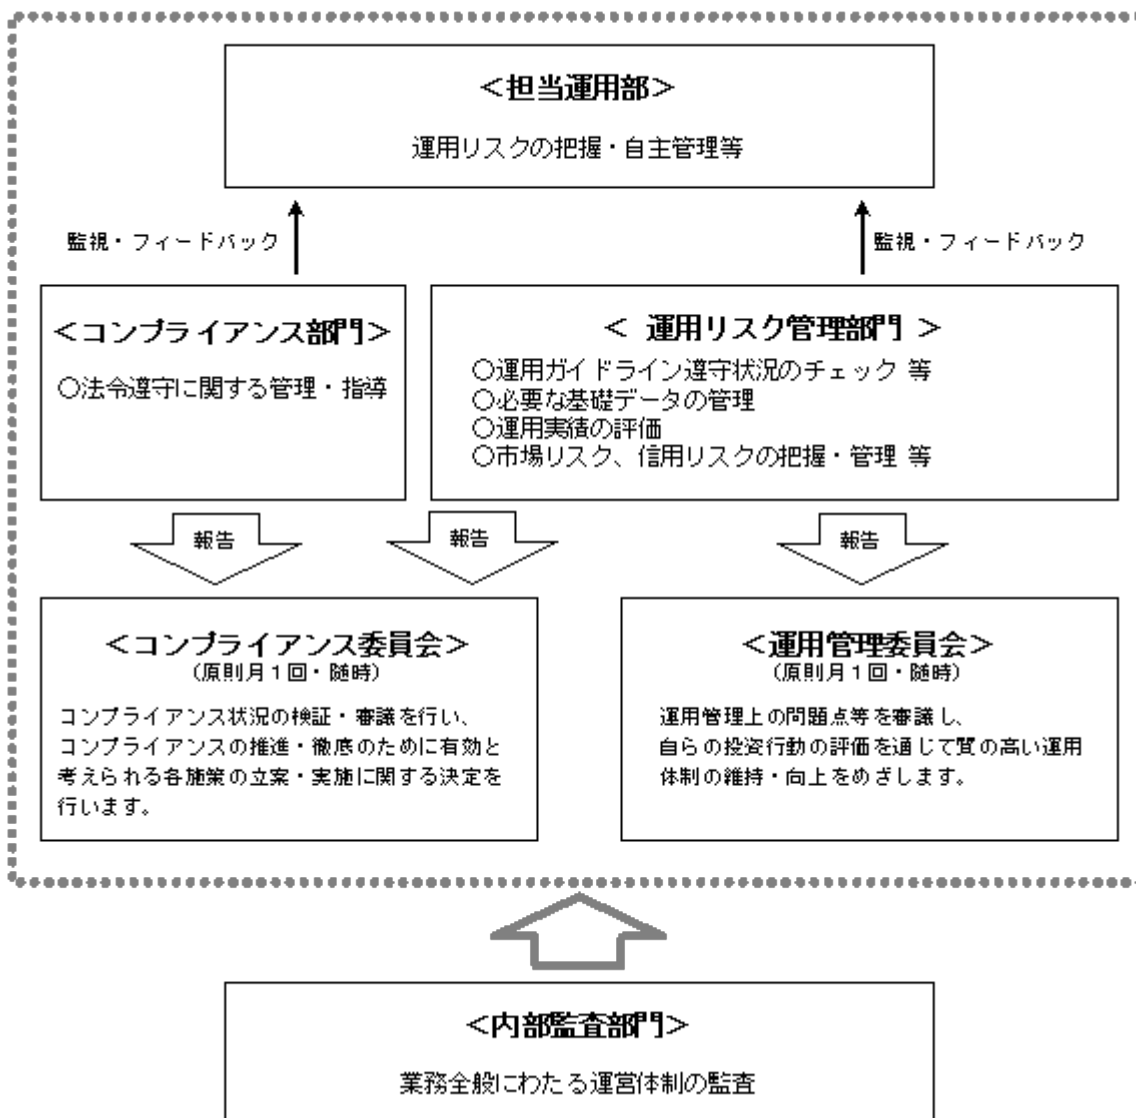 ＜担当運用部＞
運用リスクの把握・自主管理等
監視・フィードバック
監視・フィードバック
＜コンプライアンス部門＞
○法令遵守に関する管理・指導
＜ 運用リスク管理部門 ＞
○運用ガイドライン遵守状況のチェック 等
○必要な基礎データの管理
○運用実績の評価
○市場リスク、信用リスクの把握・管理 等
報告
報告
報告
＜コンプライアンス委員会＞
（原則月１回・随時）
コンプライアンス状況の検証・審議を行い、
コンプライアンスの推進・徹底のために有効と
考えられる各施策の立案・実施に関する決定を
行います。
＜運用管理委員会＞
（原則月１回・随時）
運用管理上の問題点等を審議し、
自らの投資行動の評価を通じて質の高い運用
体制の維持・向上をめざします。
＜内部監査部門＞
業務全般にわたる運営体制の監査